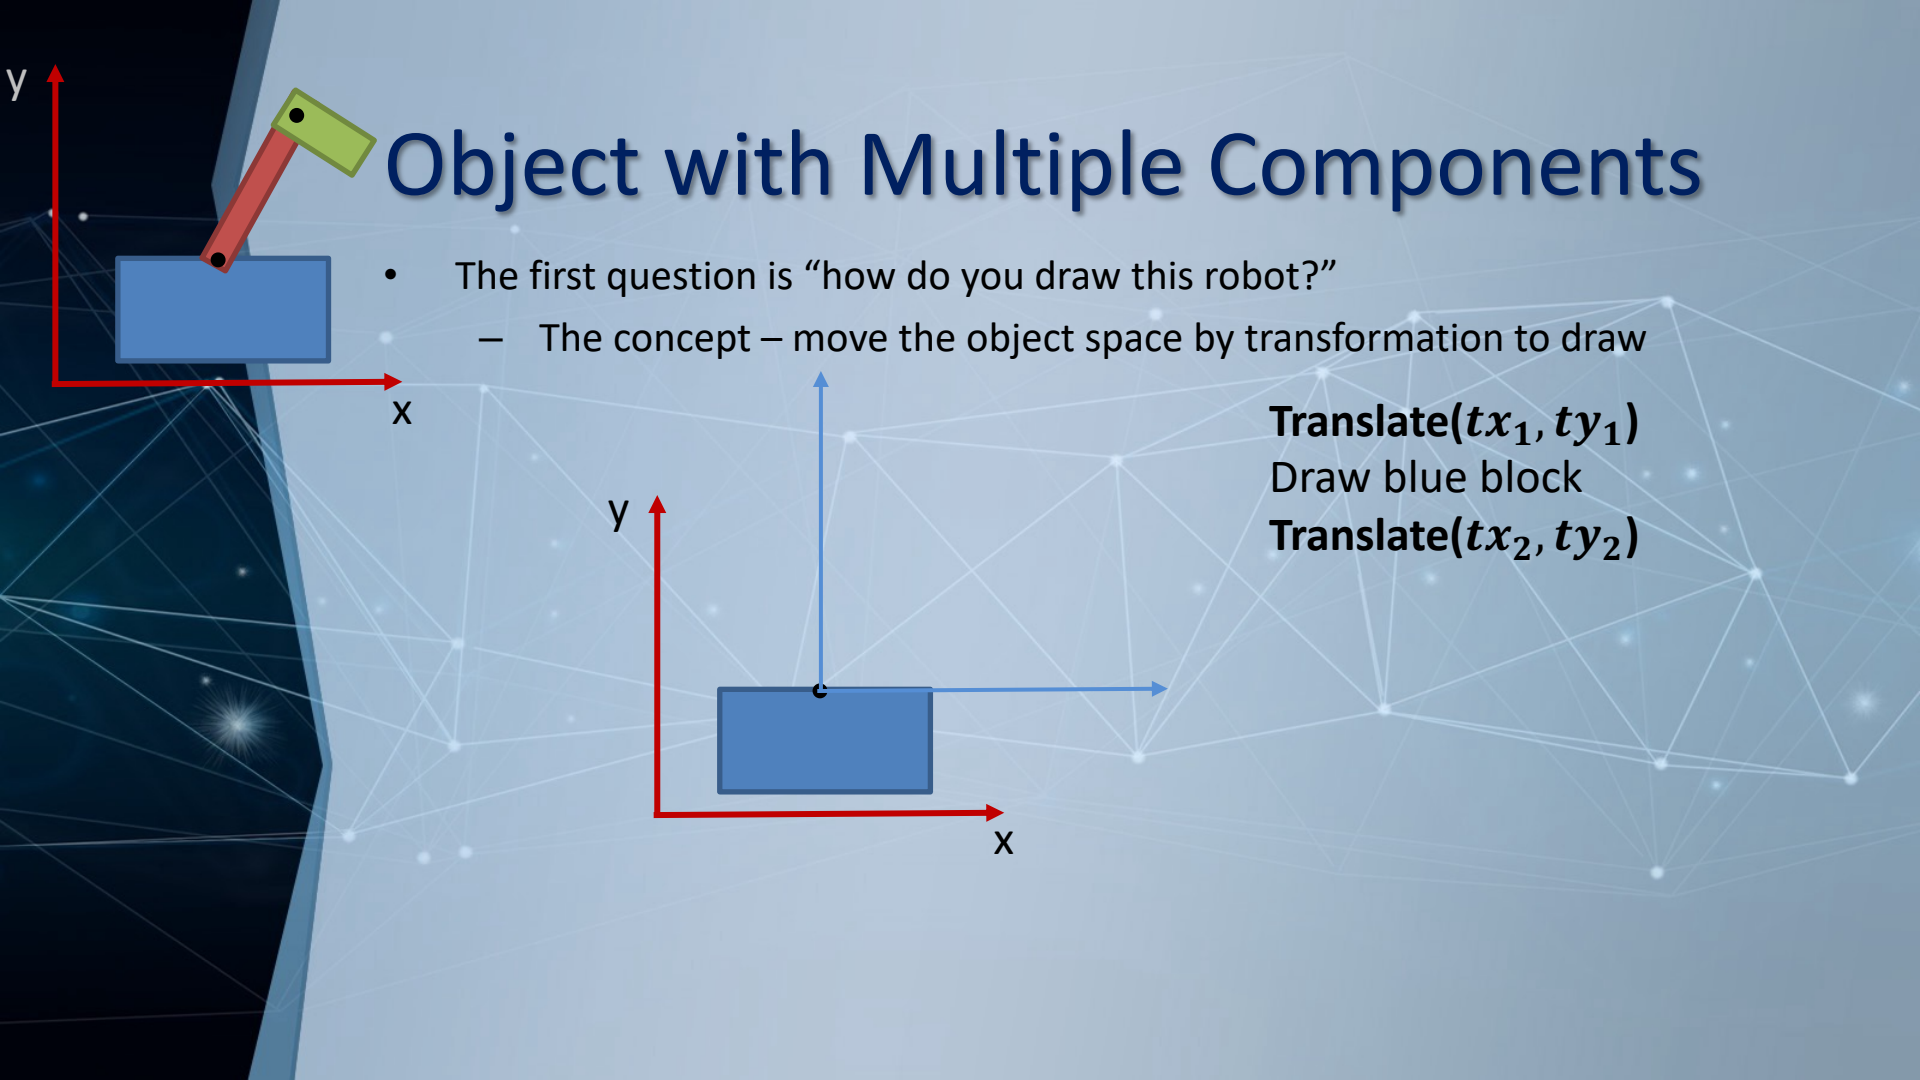 y
Object with Multiple Components
• The first question is “how do you draw this robot?”
– The concept – move the object space by transformation to draw
x
Translate(𝒕𝒙₁, 𝒕𝒚₁)
Draw blue block
y
Translate(𝒕𝒙₂, 𝒕𝒚₂)
x